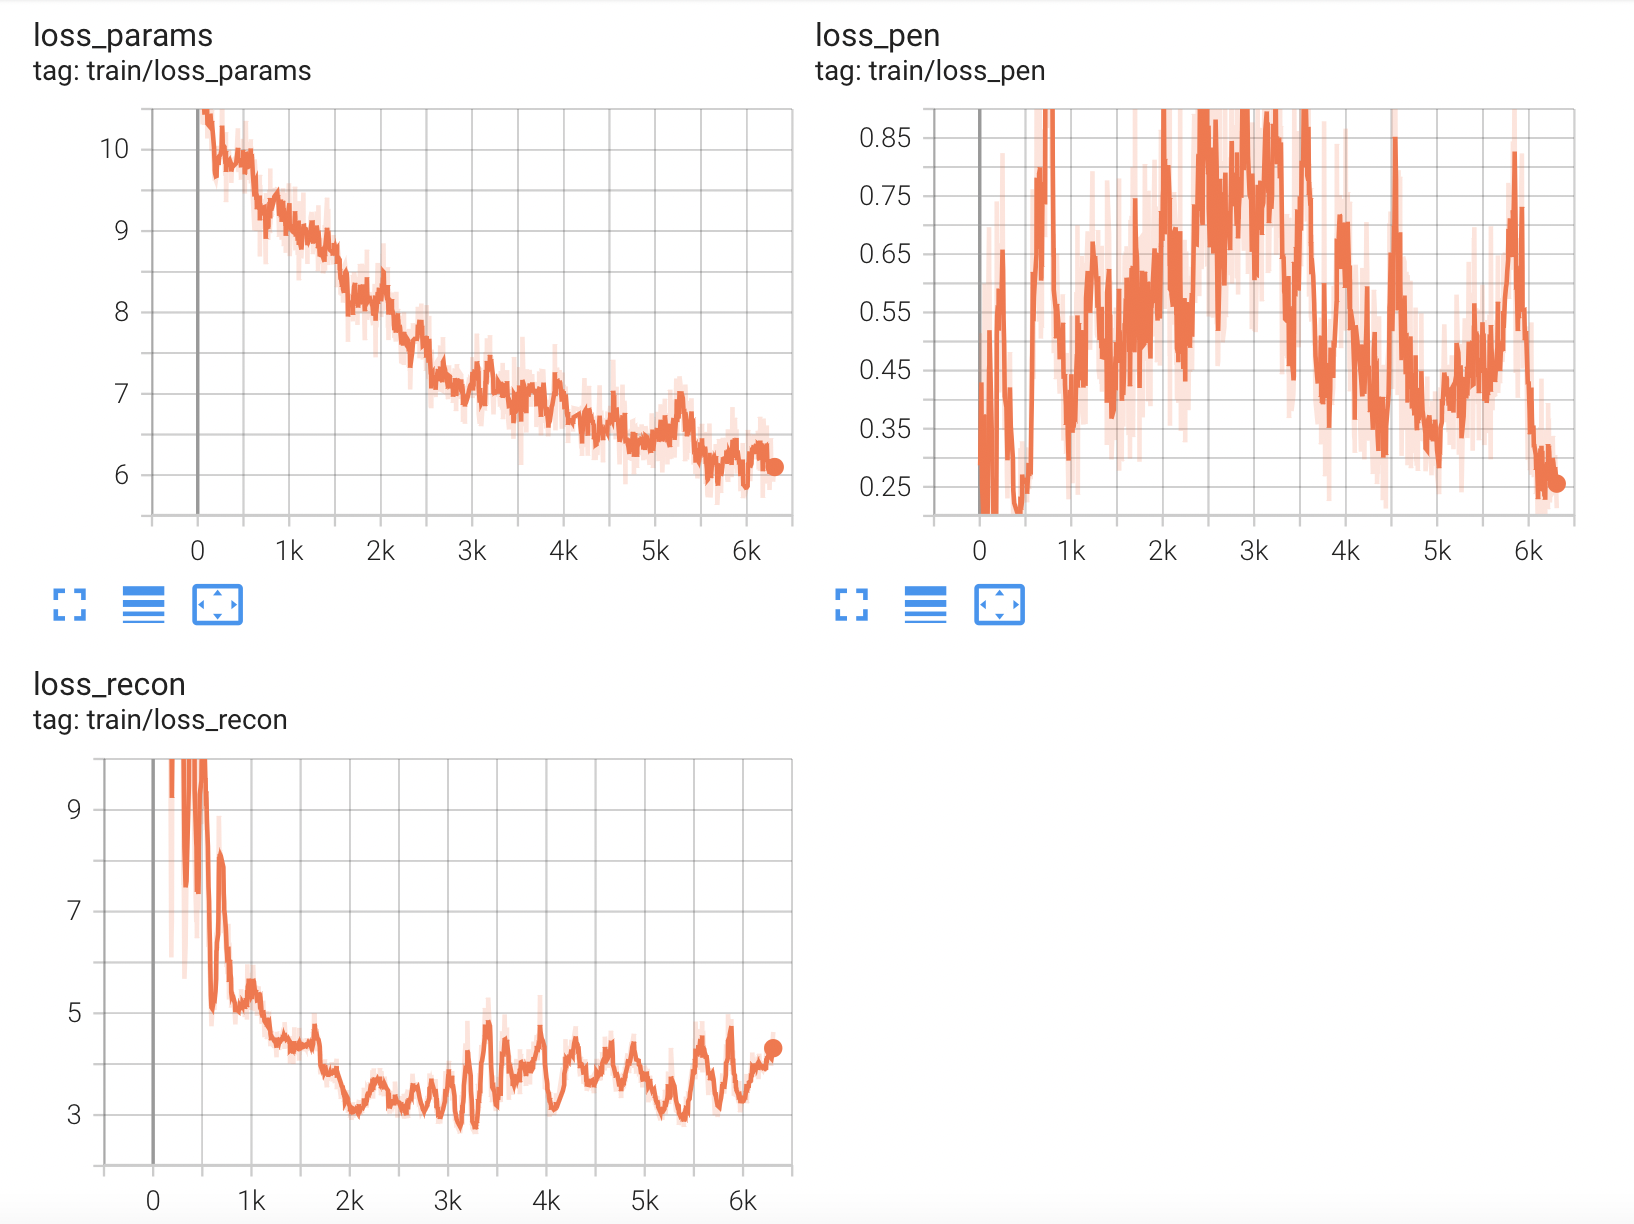 loss_params
tag: train/loss_params
10
9
8
7
6
0 1k 2k 3k 4k 5k 6k
loss_pen
tag: train/loss_pen
0.85
0.75
0.65
0.55
0.45
0.35
0.25
0 1k 2k 3k 4k 5k 6k
loss_recon
tag: train/loss_recon
9
7
5
3
0 1k 2k 3k 4k 5k 6k